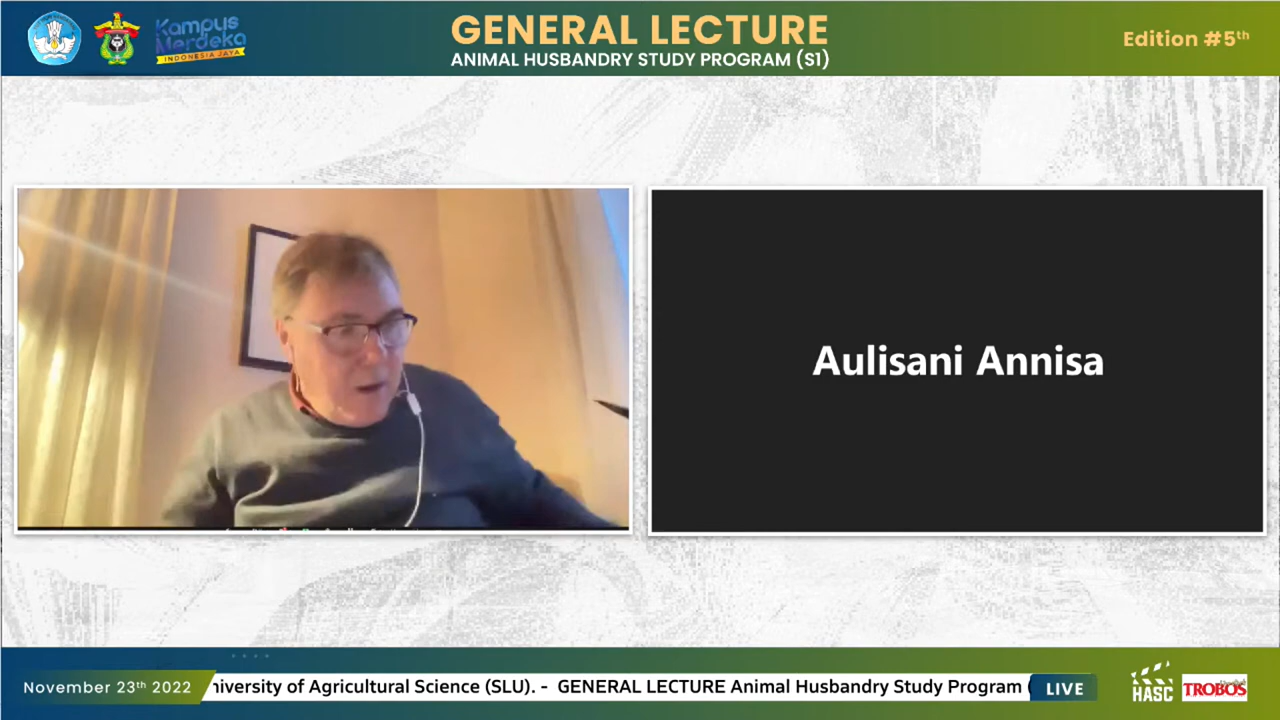 Kampus
Merdeka
INDONESIA JAYA
GENERAL LECTURE
ANIMAL HUSBANDRY STUDY PROGRAM (S1)
Edition #5th
Aulisani Annisa
November 23th 2022
niversity of Agricultural Science (SLU). - GENERAL LECTURE Animal Husbandry Study Program (
LIVE
HASC
TROBOS